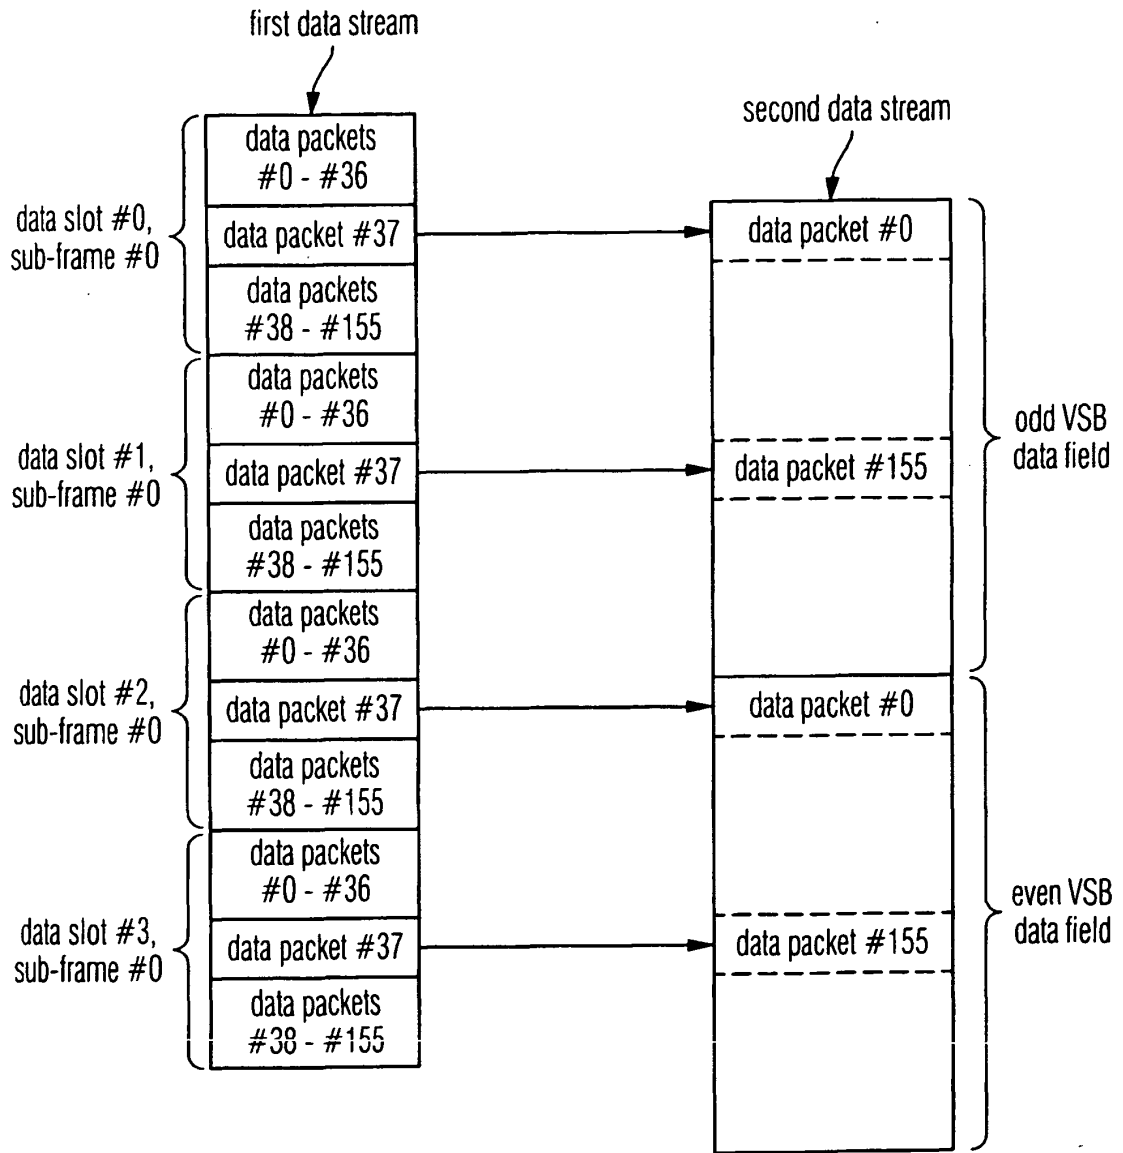 first data stream
data packets
#0 - #36
data slot #0,
sub-frame #0
data packet #37
data packets
#38 - #155
data packets
#0 - #36
data slot #1,
sub-frame #0
data packet #37
data packets
#38 - #155
data packets
#0 - #36
data slot #2,
sub-frame #0
data packet #37
data packets
#38 - #155
data packets
#0 - #36
data slot #3,
sub-frame #0
data packet #37
data packets
#38 - #155
second data stream
data packet #0
data packet #155
odd VSB
data field
data packet #0
data packet #155
even VSB
data field